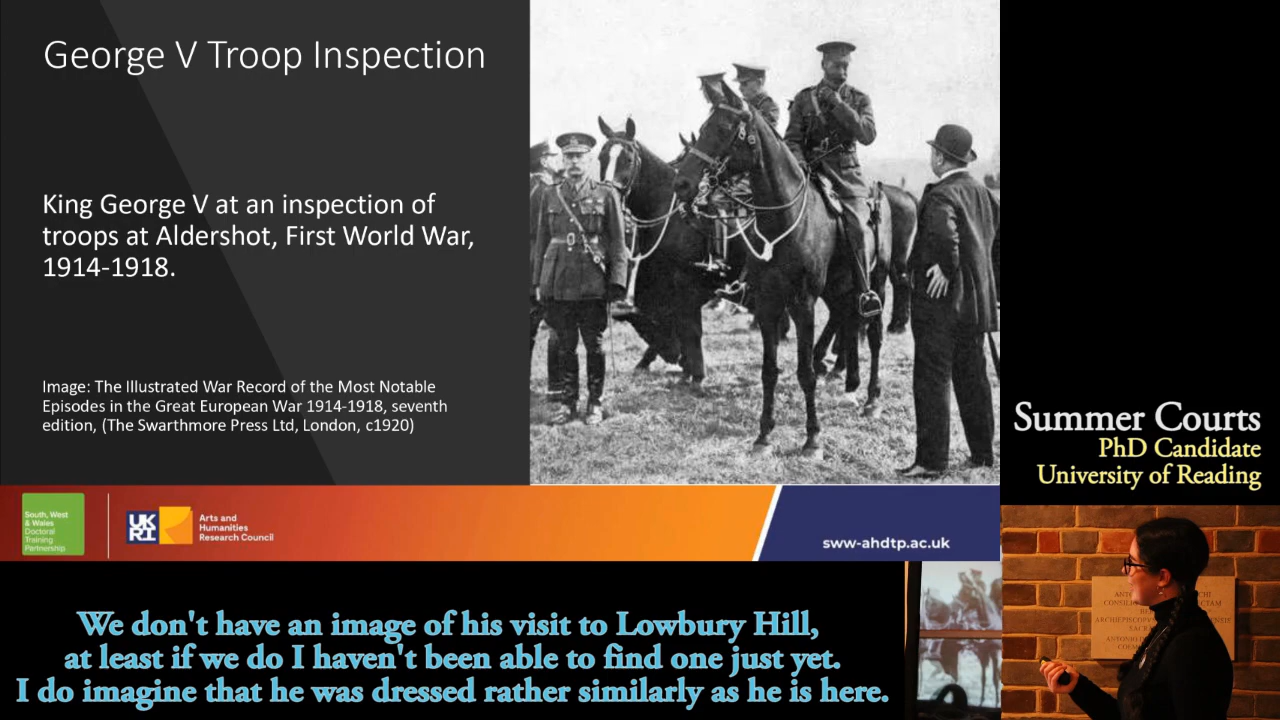 George V Troop Inspection
King George V at an inspection of
troops at Aldershot, First World War,
1914-1918.
Image: The Illustrated War Record of the Most Notable
Episodes in the Great European War 1914-1918, seventh
edition, (The Swarthmore Press Ltd, London, c1920)
South, West
& Wales
Doctoral
Training
Partnership
UK
RI
Arts and
Humanities
Research Council
sww-ahdtp.ac.uk
Summer Courts
PhD Candidate
University of Reading
We don't have an image of his visit to Lowbury Hill,
at least if we do I haven't been able to find one just yet.
I do imagine that he was dressed rather similarly as he is here.